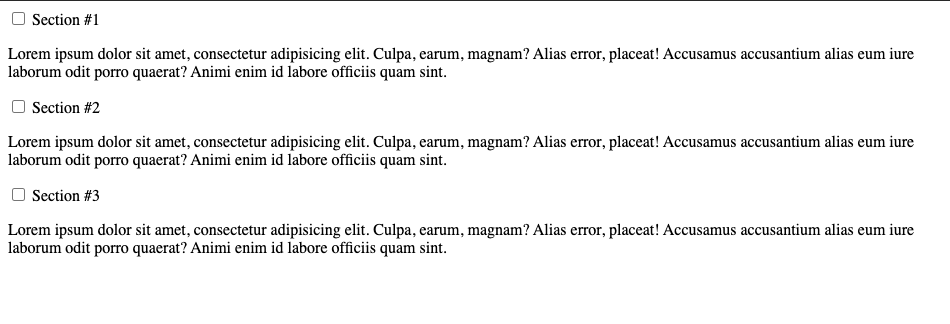 Section #1
Lorem ipsum dolor sit amet, consectetur adipisicing elit. Culpa, earum, magnam? Alias error, placeat! Accusamus accusantium alias eum iure
laborum odit porro quaerat? Animi enim id labore officiis quam sint.
Section #2
Lorem ipsum dolor sit amet, consectetur adipisicing elit. Culpa, earum, magnam? Alias error, placeat! Accusamus accusantium alias eum iure
laborum odit porro quaerat? Animi enim id labore officiis quam sint.
Section #3
Lorem ipsum dolor sit amet, consectetur adipisicing elit. Culpa, earum, magnam? Alias error, placeat! Accusamus accusantium alias eum iure
laborum odit porro quaerat? Animi enim id labore officiis quam sint.